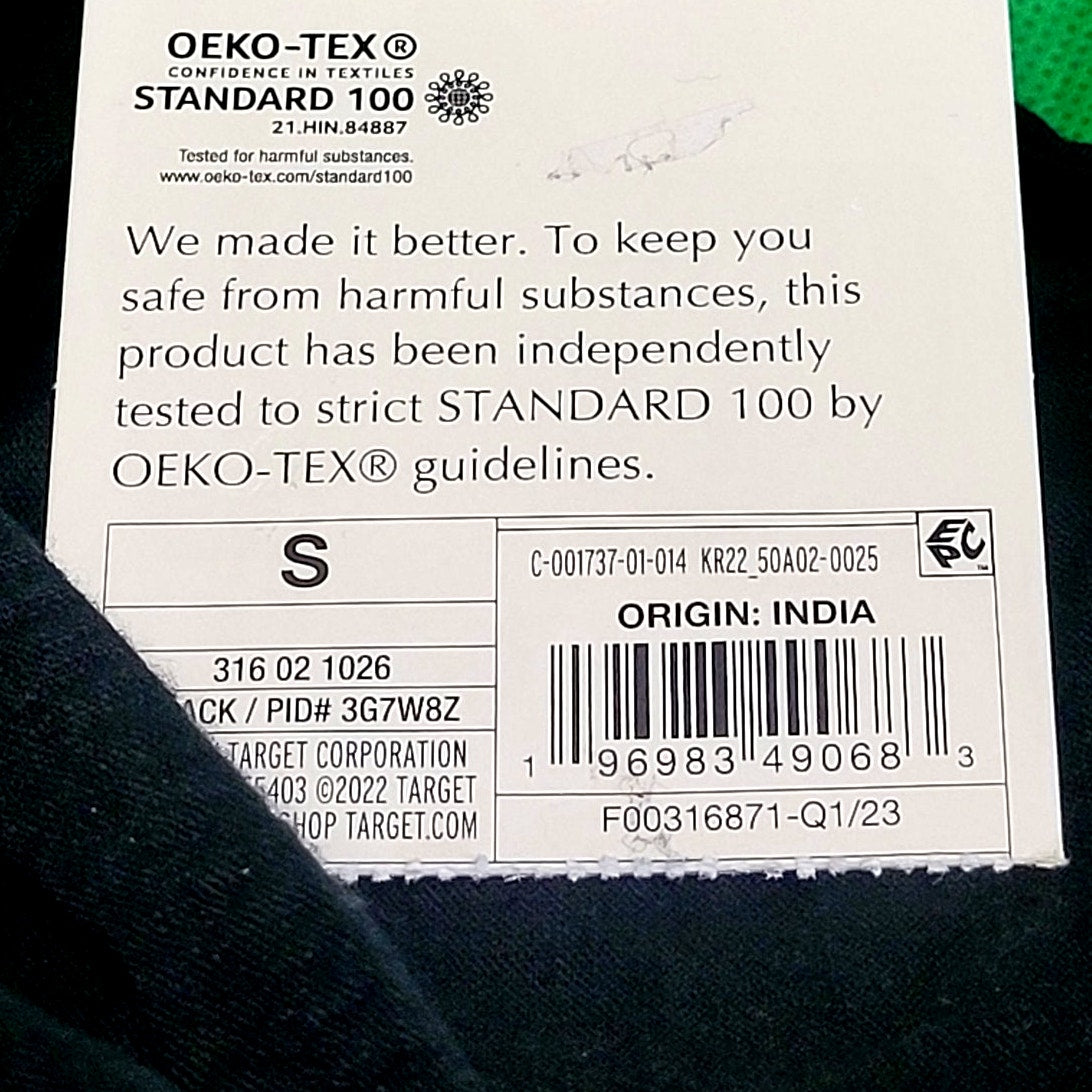 OEKO-TEX®
CONFIDENCE IN TEXTILES
STANDARD 100
21.HIN.84887
Tested for harmful substances.
www.oeko-tex.com/standard100
We made it better. To keep you
safe from harmful substances, this
product has been independently
tested to strict STANDARD 100 by
OEKO-TEX® guidelines.
S
316 02 1026
ACK / PID# 3G7W8Z
TARGET CORPORATION
5403 ©2022 TARGET
HOP TARGET.COM
C-001737-01-014 KR22_50A02-0025
EPC™
ORIGIN: INDIA
1 96983 49068 3
F00316871-Q1/23